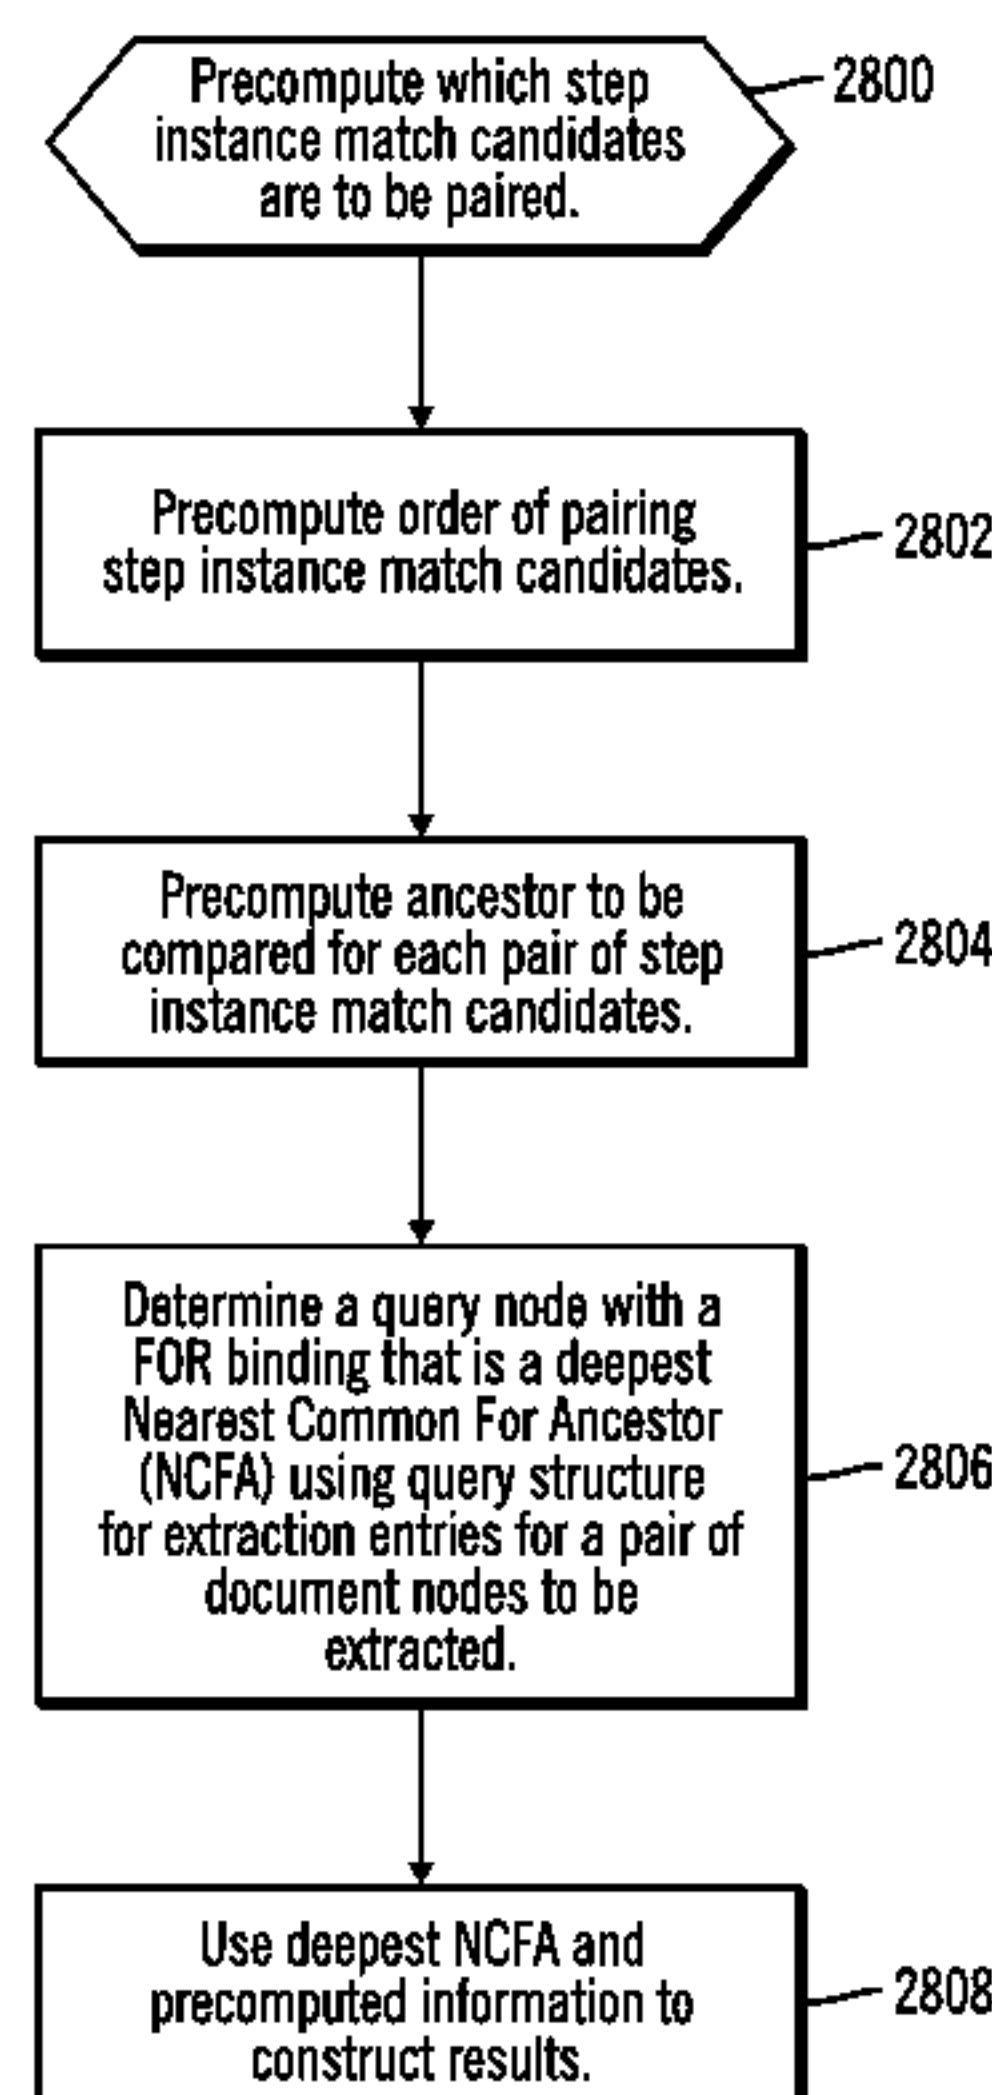 Precompute which step
instance match candidates
are to be paired.
2800
Precompute order of pairing
step instance match candidates.
2802
Precompute ancestor to be
compared for each pair of step
instance match candidates.
2804
Determine a query node with a
FOR binding that is a deepest
Nearest Common For Ancestor
(NCFA) using query structure
for extraction entries for a pair of
document nodes to be
extracted.
2806
Use deepest NCFA and
precomputed information to
construct results.
2808